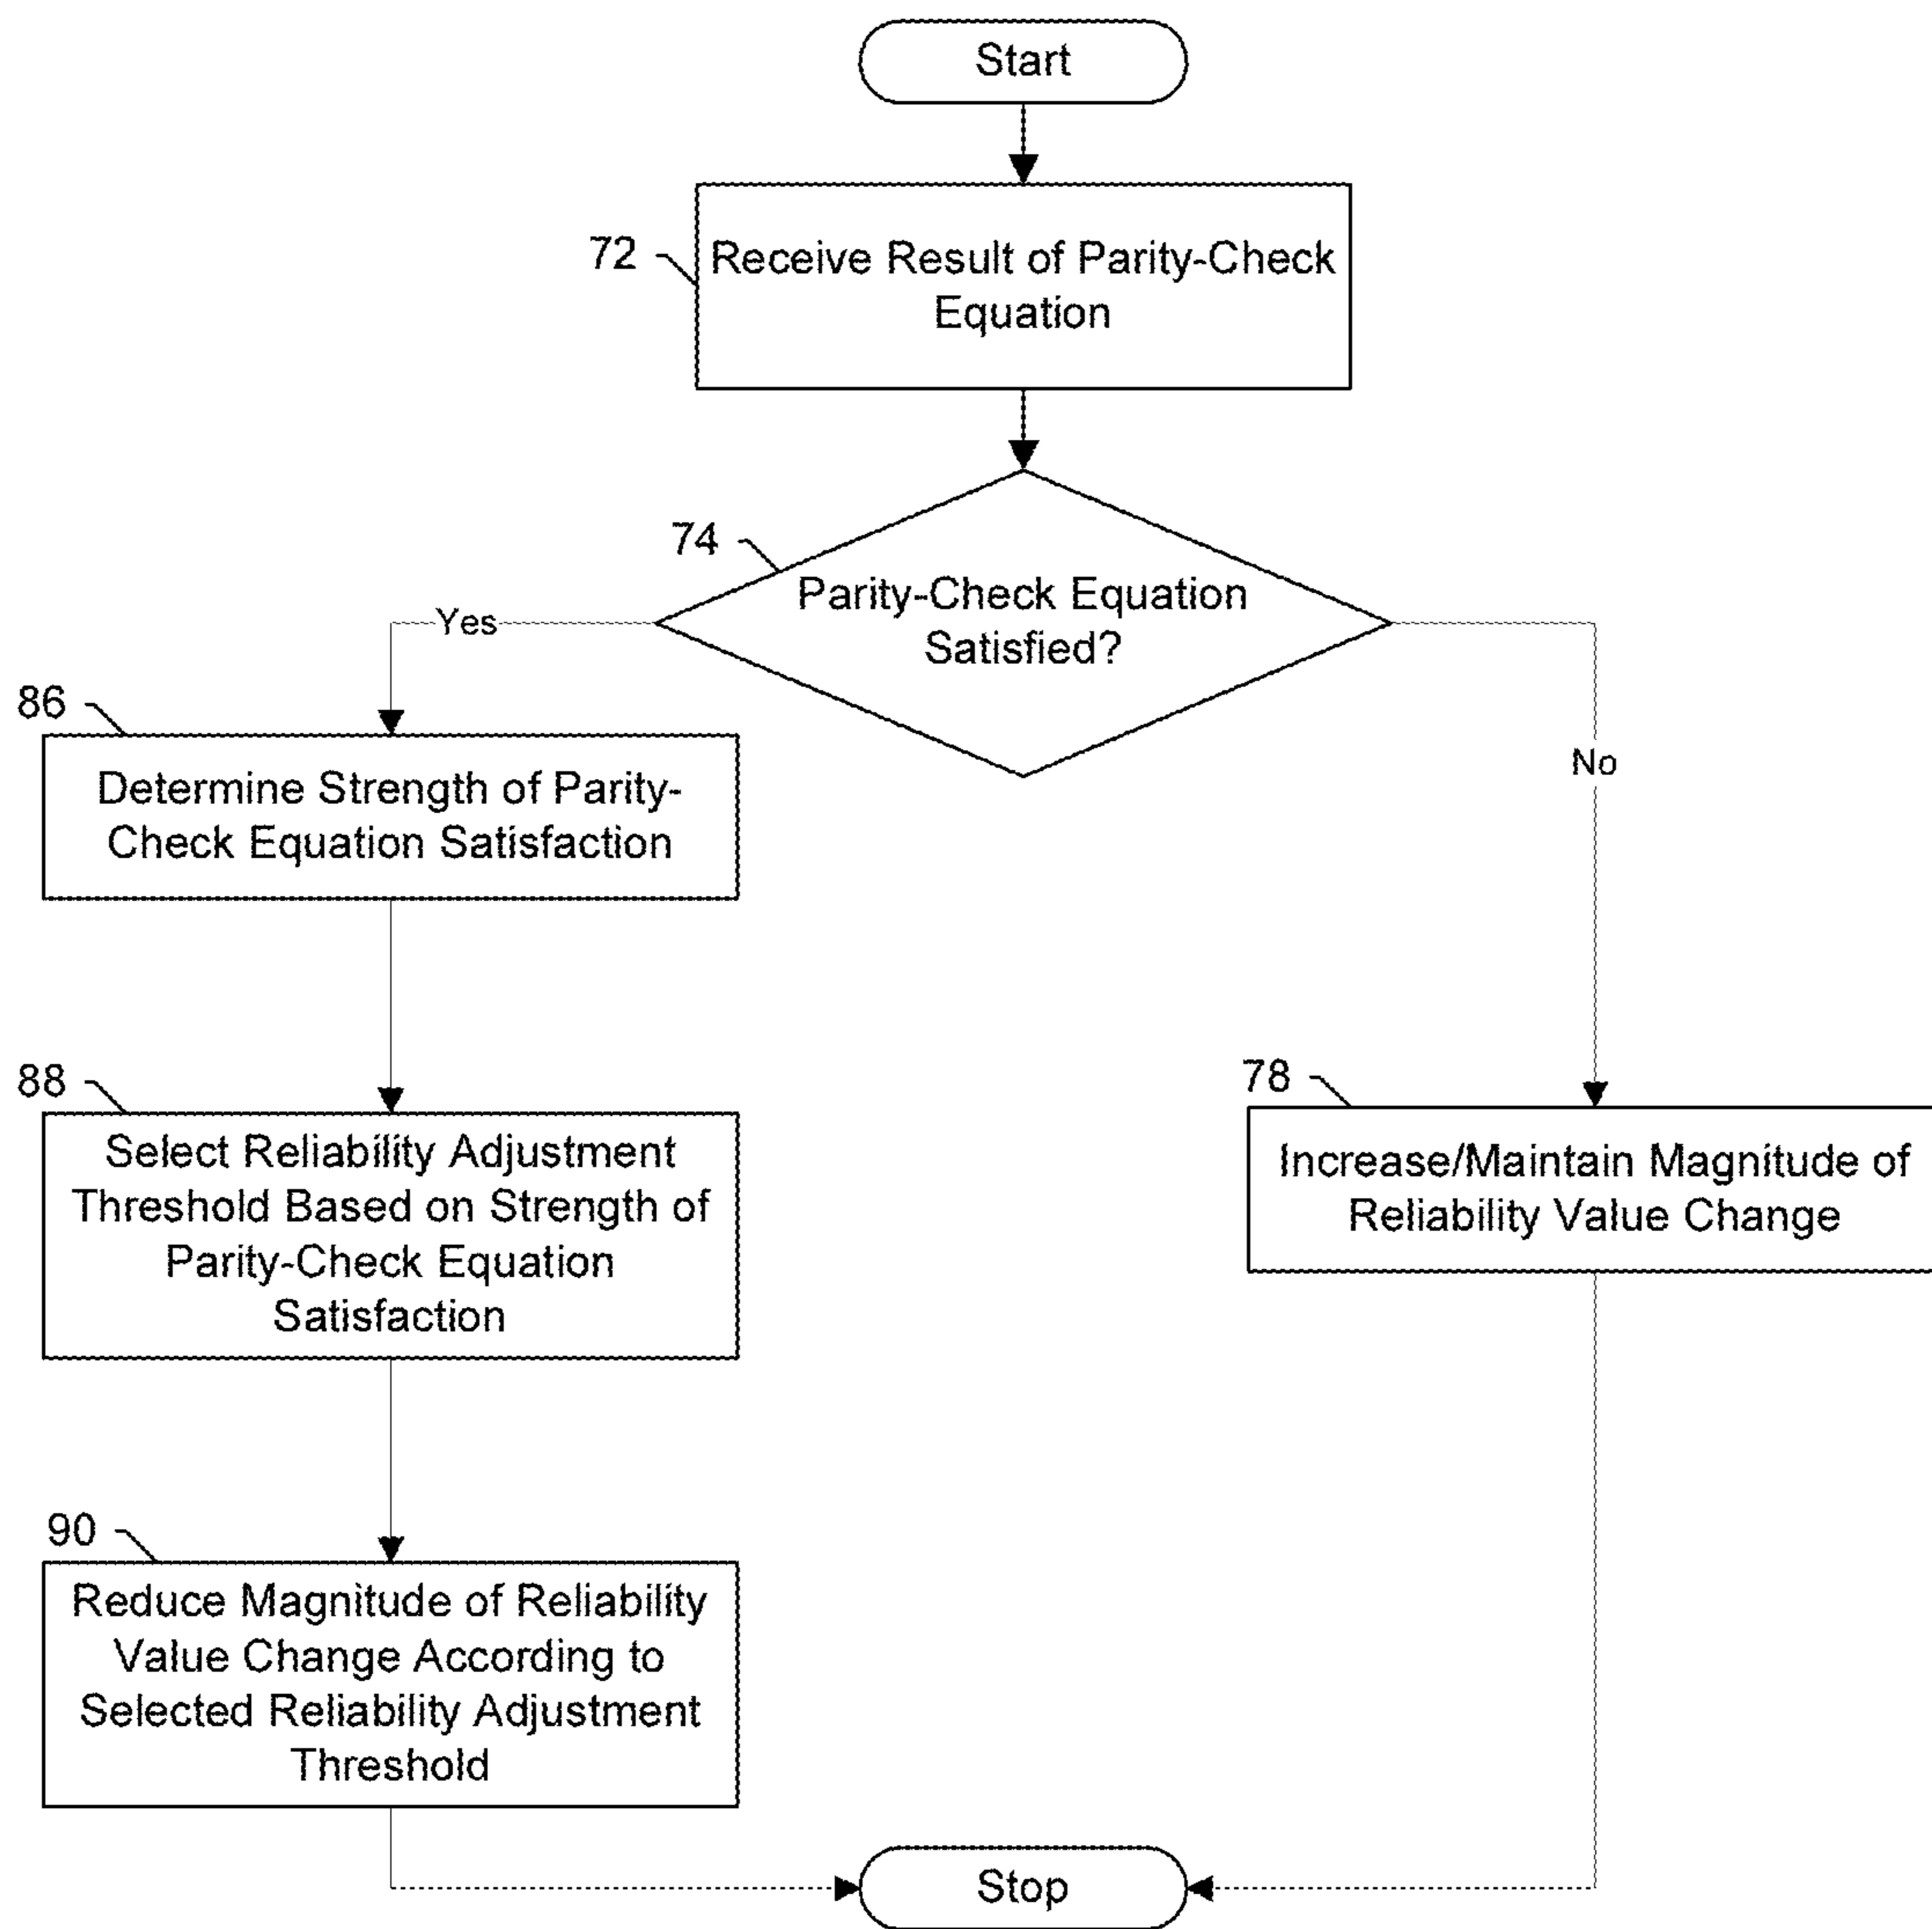 Start
72
Receive Result of Parity-Check
Equation
74
Parity-Check Equation
Satisfied?
Yes
No
86
Determine Strength of Parity-
Check Equation Satisfaction
88
Select Reliability Adjustment
Threshold Based on Strength of
Parity-Check Equation
Satisfaction
78
Increase/Maintain Magnitude of
Reliability Value Change
90
Reduce Magnitude of Reliability
Value Change According to
Selected Reliability Adjustment
Threshold
Stop